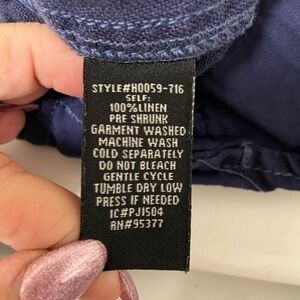 STYLE#H0059-716
SELF:
100%LINEN
PRE SHRUNK
GARMENT WASHED
MACHINE WASH
COLD SEPARATELY
DO NOT BLEACH
GENTLE CYCLE
TUMBLE DRY LOW
PRESS IF NEEDED
IC#PJ1504
RN#95377